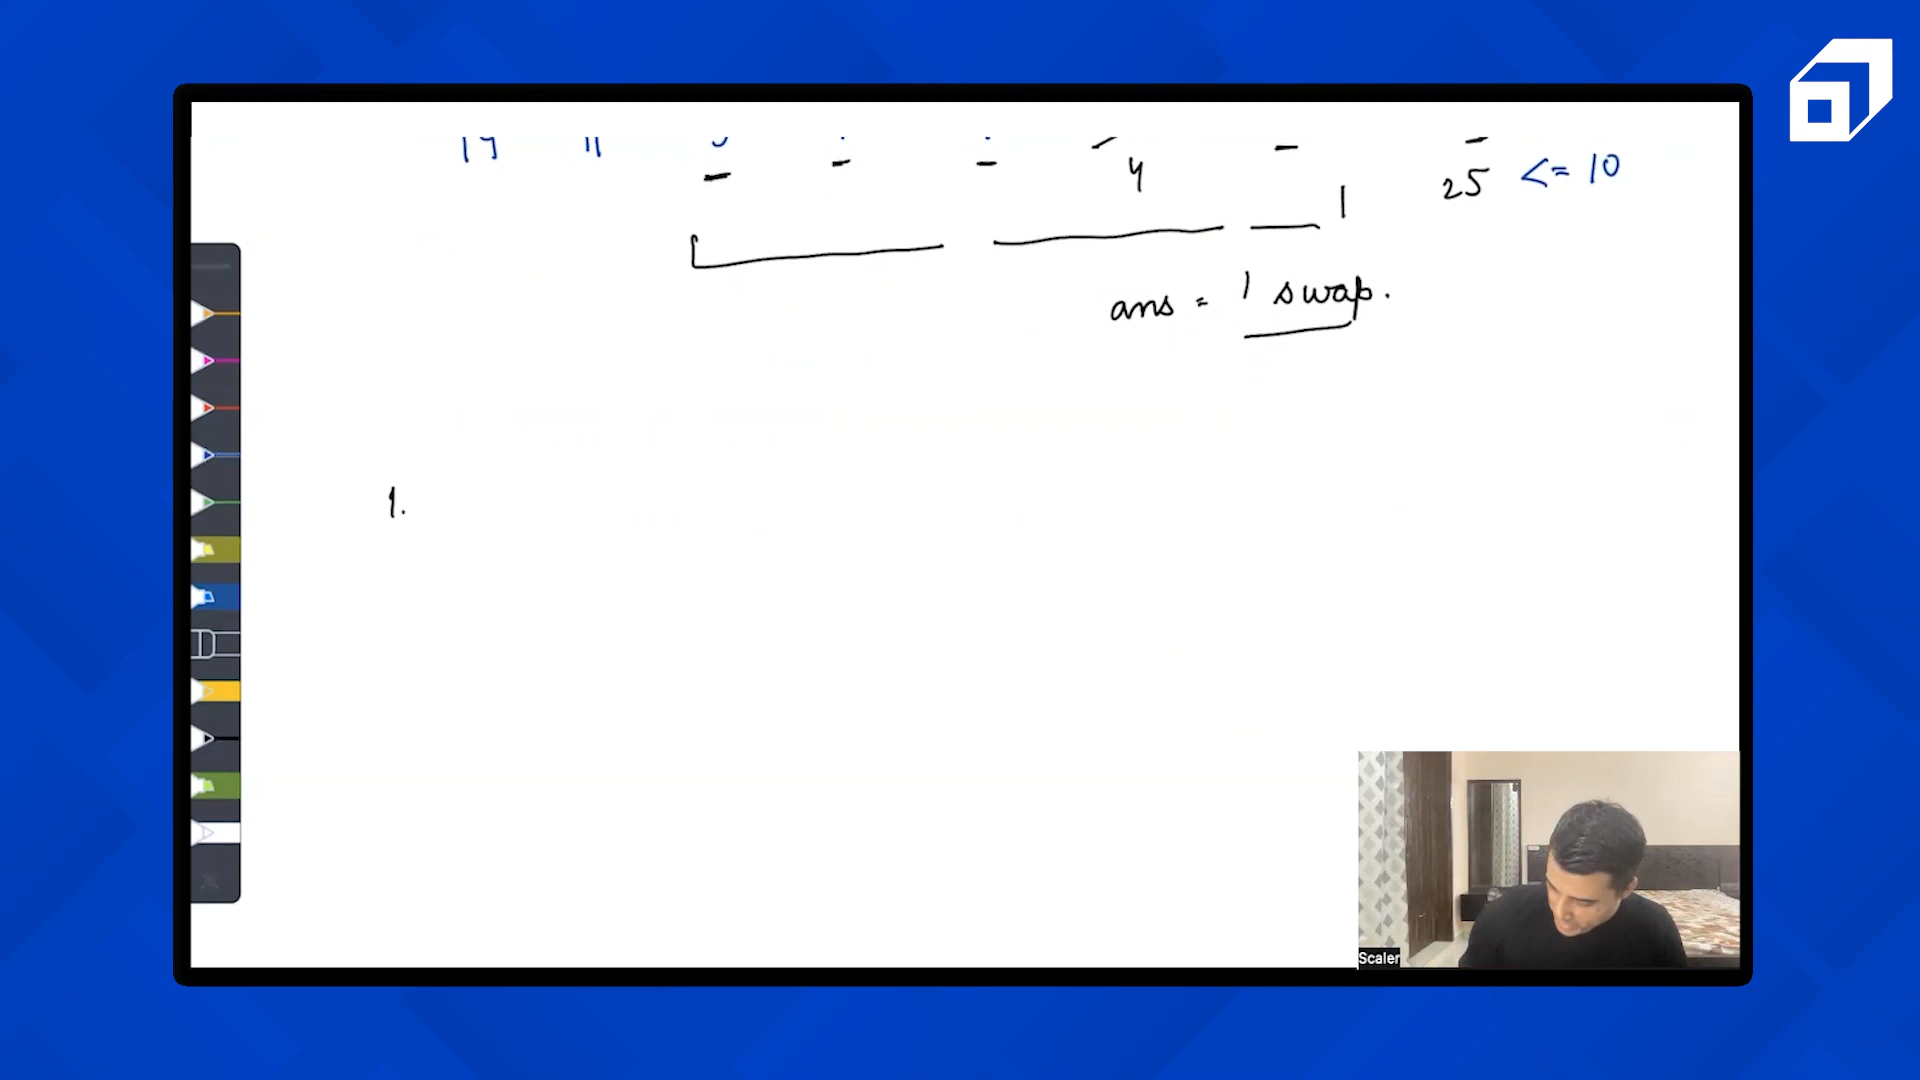 4 25 <= 10
1
ans = 1 swap.
1.
Scaler